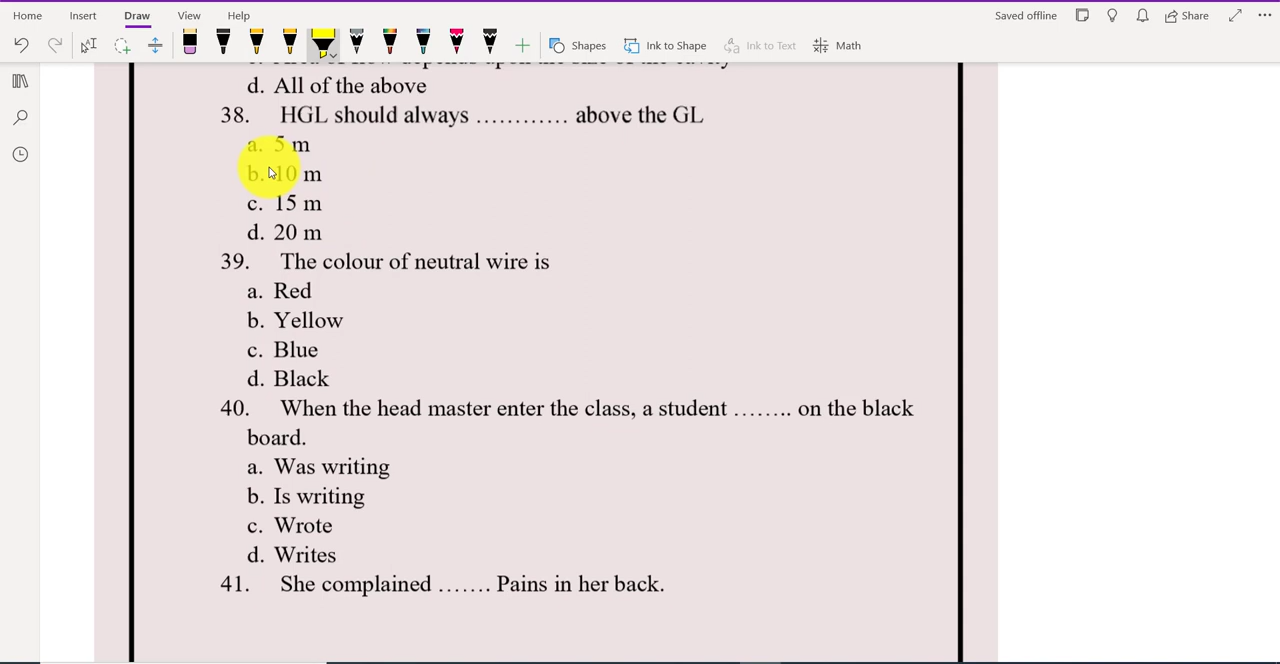 Home Insert Draw View Help Saved offline Share
Shapes Ink to Shape Ink to Text Math
d. All of the above
38. HGL should always ............ above the GL
a. 5 m
b. 10 m
c. 15 m
d. 20 m
39. The colour of neutral wire is
a. Red
b. Yellow
c. Blue
d. Black
40. When the head master enter the class, a student ........ on the black
board.
a. Was writing
b. Is writing
c. Wrote
d. Writes
41. She complained ....... Pains in her back.